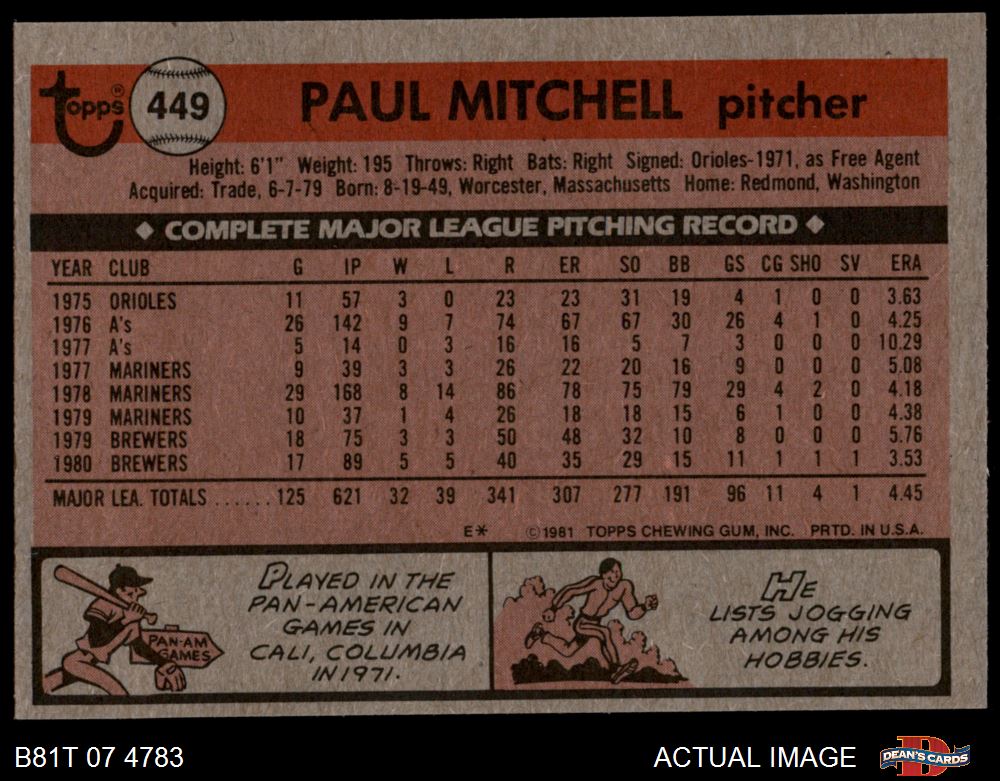 Topps® 449 PAUL MITCHELL pitcher
Height: 6'1" Weight: 195 Throws: Right Bats: Right Signed: Orioles-1971, as Free Agent
Acquired: Trade, 6-7-79 Born: 8-19-49, Worcester, Massachusetts Home: Redmond, Washington
◆ COMPLETE MAJOR LEAGUE PITCHING RECORD ◆
YEAR CLUB G IP W L R ER SO BB GS CG SHO SV ERA
1975 ORIOLES 11 57 3 0 23 23 31 19 4 1 0 0 3.63
1976 A's 26 142 9 7 74 67 67 30 26 4 1 0 4.25
1977 A's 5 14 0 3 16 16 5 7 3 0 0 0 10.29
1977 MARINERS 9 39 3 3 26 22 20 16 9 0 0 0 5.08
1978 MARINERS 29 168 8 14 86 78 75 79 29 4 2 0 4.18
1979 MARINERS 10 37 1 4 26 18 18 15 6 1 0 0 4.38
1979 BREWERS 18 75 3 3 50 48 32 10 8 0 0 0 5.76
1980 BREWERS 17 89 5 5 40 35 29 15 11 1 1 1 3.53
MAJOR LEA. TOTALS ...... 125 621 32 39 341 307 277 191 96 11 4 1 4.45
E* ©1981 TOPPS CHEWING GUM, INC. PRTD. IN U.S.A.
PLAYED IN THE
PAN-AMERICAN
GAMES IN
CALI, COLUMBIA
IN 1971.
PAN-AM
GAMES
HE
LISTS JOGGING
AMONG HIS
HOBBIES.
B81T 07 4783 ACTUAL IMAGE DEAN'S CARDS